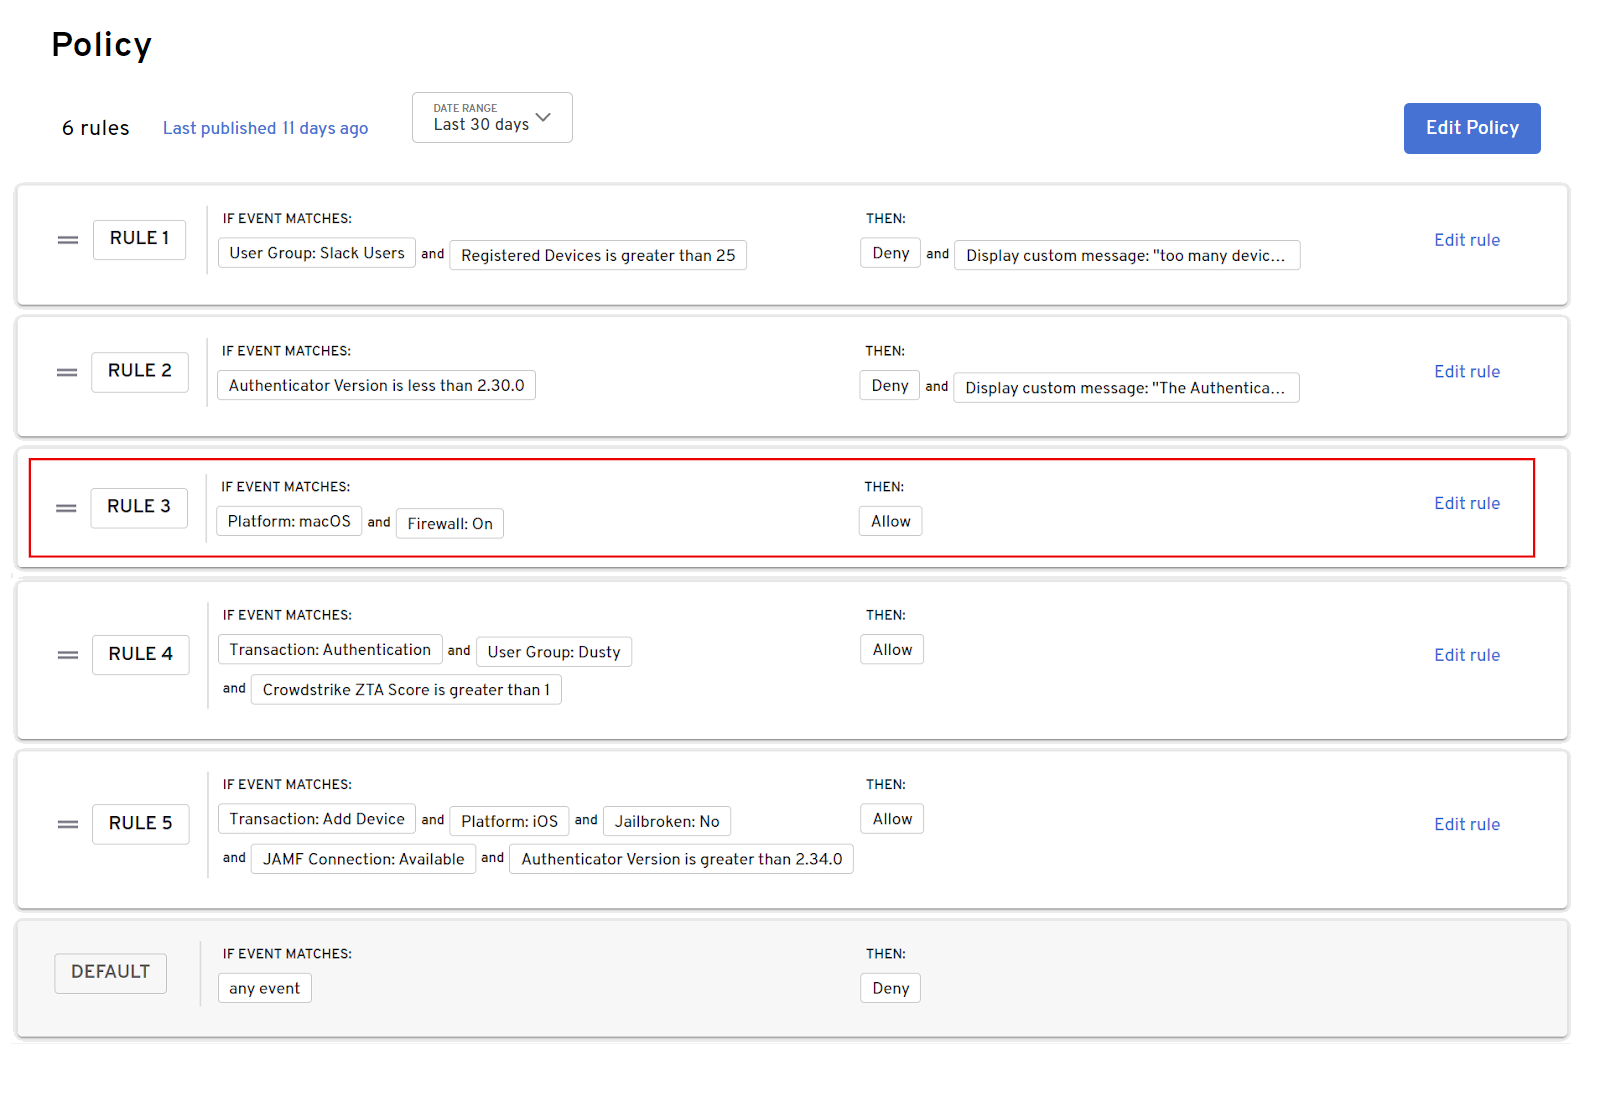 Policy
6 rules
Last published 11 days ago
DATE RANGE
Last 30 days
Edit Policy
RULE 1
IF EVENT MATCHES:
User Group: Slack Users and Registered Devices is greater than 25
THEN:
Deny and Display custom message: "too many devic...
Edit rule
RULE 2
IF EVENT MATCHES:
Authenticator Version is less than 2.30.0
THEN:
Deny and Display custom message: "The Authentica...
Edit rule
RULE 3
IF EVENT MATCHES:
Platform: macOS and Firewall: On
THEN:
Allow
Edit rule
RULE 4
IF EVENT MATCHES:
Transaction: Authentication and User Group: Dusty
and Crowdstrike ZTA Score is greater than 1
THEN:
Allow
Edit rule
RULE 5
IF EVENT MATCHES:
Transaction: Add Device and Platform: iOS and Jailbroken: No
and JAMF Connection: Available and Authenticator Version is greater than 2.34.0
THEN:
Allow
Edit rule
DEFAULT
IF EVENT MATCHES:
any event
THEN:
Deny